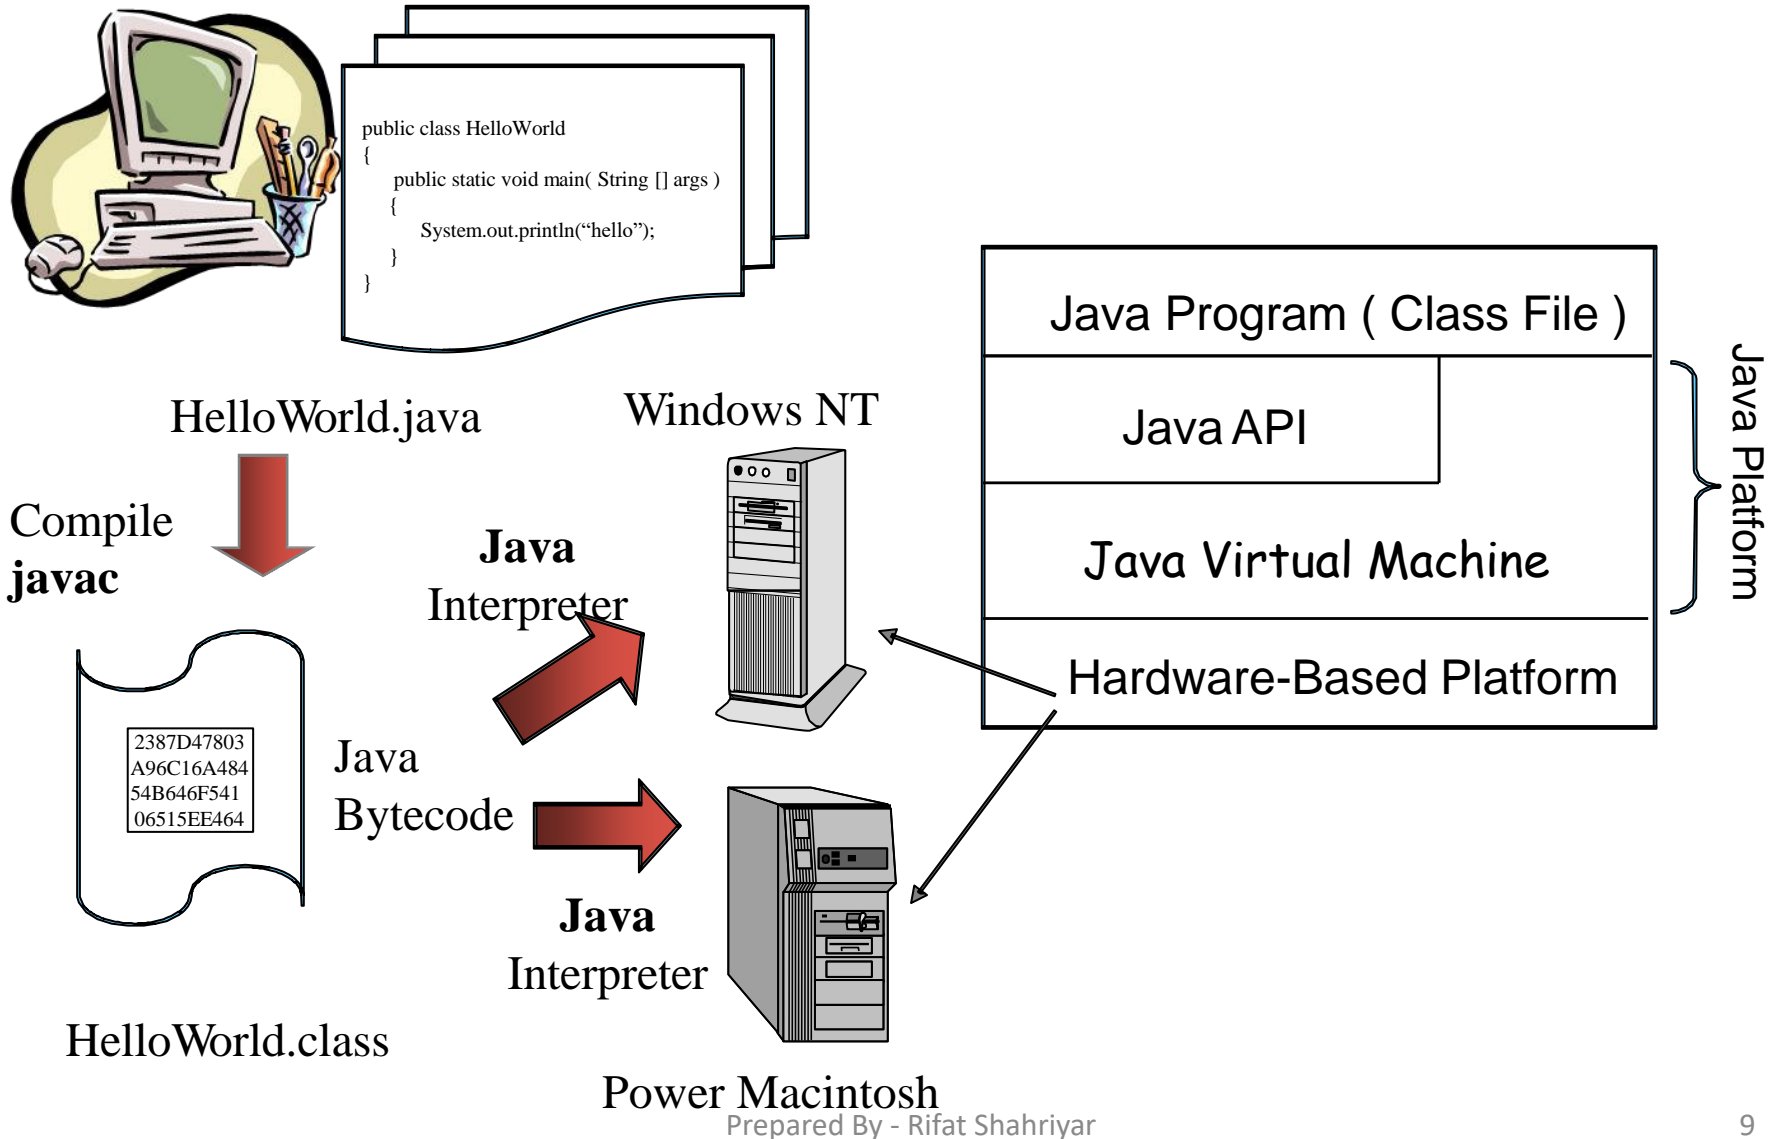 public class HelloWorld
{
public static void main( String [] args )
{
System.out.println(“hello”);
}
}
HelloWorld.java
Compile
javac
2387D47803
A96C16A484
54B646F541
06515EE464
Java
Bytecode
HelloWorld.class
Java
Interpreter
Windows NT
Java
Interpreter
Power Macintosh
Java Program ( Class File )
Java API
Java Virtual Machine
Hardware-Based Platform
Java Platform
Prepared By - Rifat Shahriyar
9